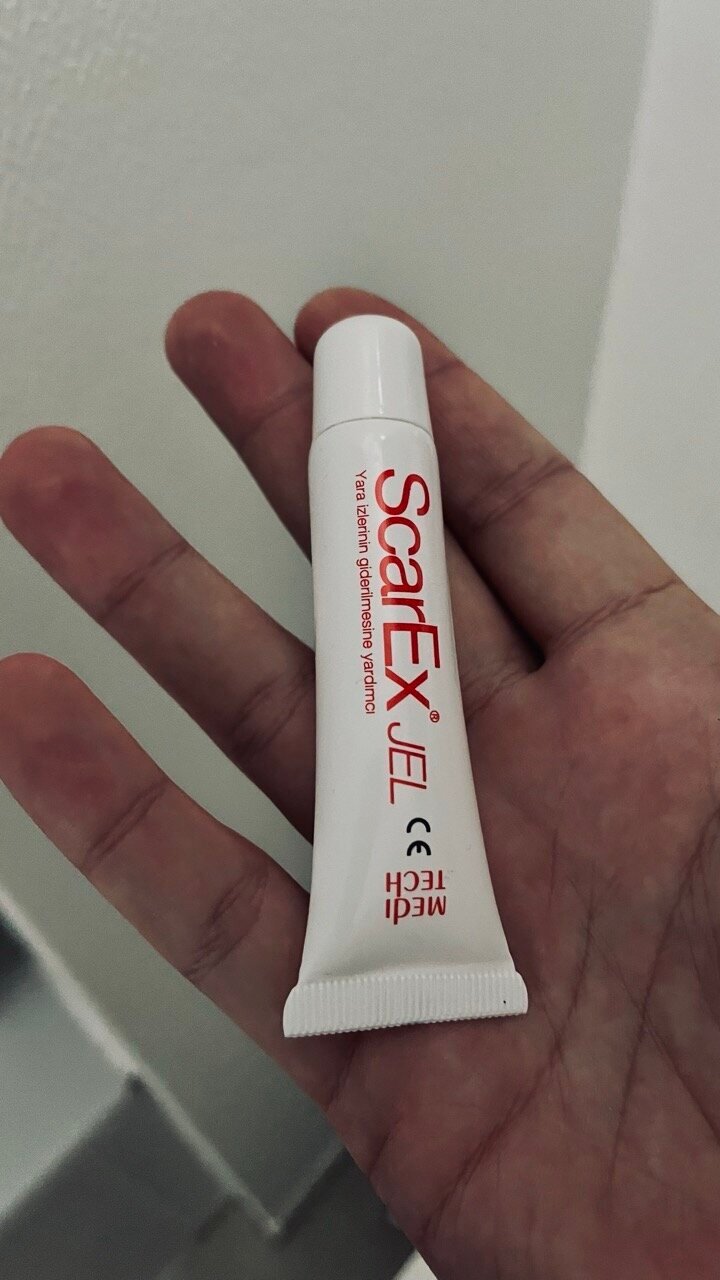 ScarEx® JEL
Yara izlerinin giderilmesine yardımcı
CE
MEDI
TECH